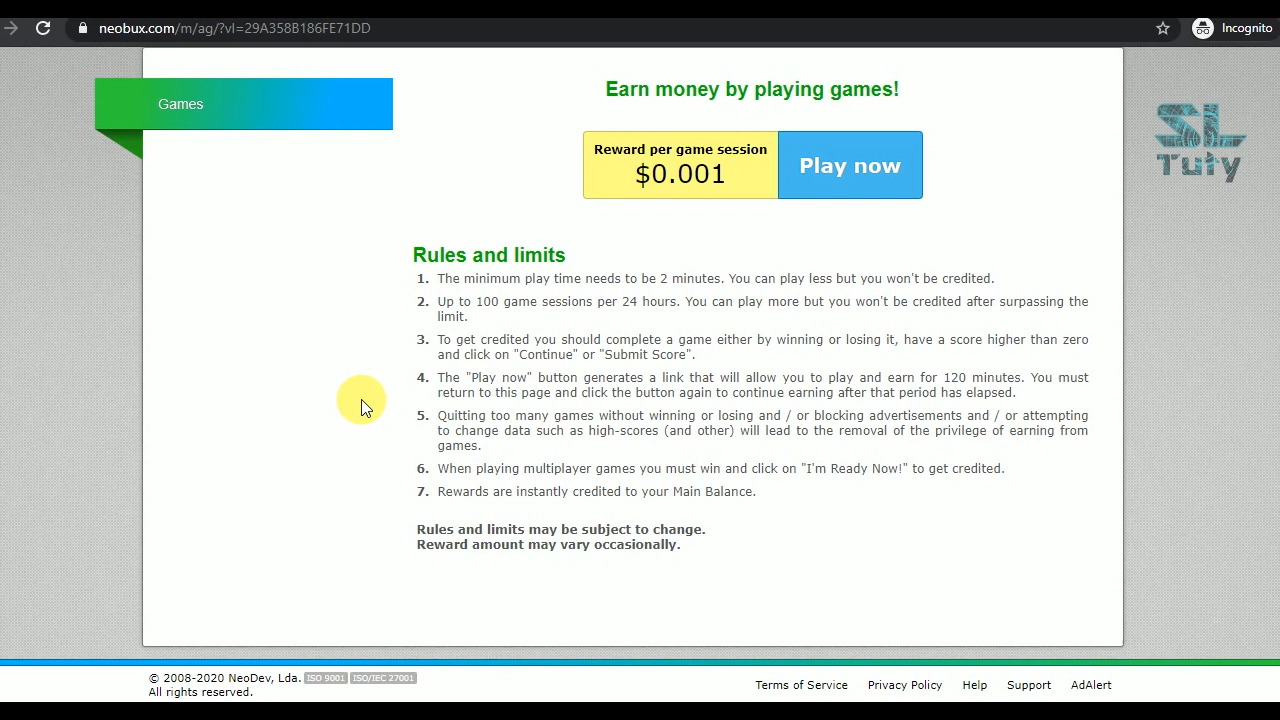 neobux.com/m/ag/?vl=29A358B186FE71DD
Incognito
Games
Earn money by playing games!
Reward per game session
$0.001
Play now
SL
Tuty
Rules and limits
1. The minimum play time needs to be 2 minutes. You can play less but you won't be credited.
2. Up to 100 game sessions per 24 hours. You can play more but you won't be credited after surpassing the
limit.
3. To get credited you should complete a game either by winning or losing it, have a score higher than zero
and click on "Continue" or "Submit Score".
4. The "Play now" button generates a link that will allow you to play and earn for 120 minutes. You must
return to this page and click the button again to continue earning after that period has elapsed.
5. Quitting too many games without winning or losing and / or blocking advertisements and / or attempting
to change data such as high-scores (and other) will lead to the removal of the privilege of earning from
games.
6. When playing multiplayer games you must win and click on "I'm Ready Now!" to get credited.
7. Rewards are instantly credited to your Main Balance.
Rules and limits may be subject to change.
Reward amount may vary occasionally.
© 2008-2020 NeoDev, Lda. ISO 9001 ISO/IEC 27001
All rights reserved.
Terms of Service Privacy Policy Help Support AdAlert